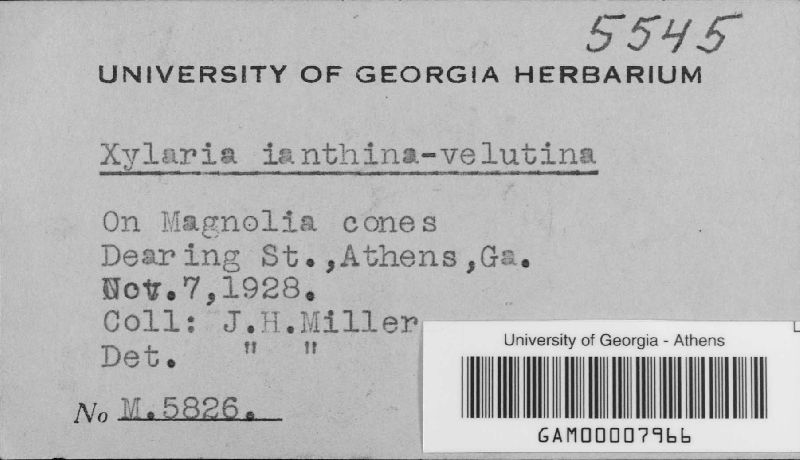 5545
UNIVERSITY OF GEORGIA HERBARIUM
Xylaria ianthina-velutina
On Magnolia cones
Dearing St.,Athens,Ga.
Nov.7,1928.
Coll: J.H.Miller
Det. " "
No M.5826.
University of Georgia - Athens
GAM00007966